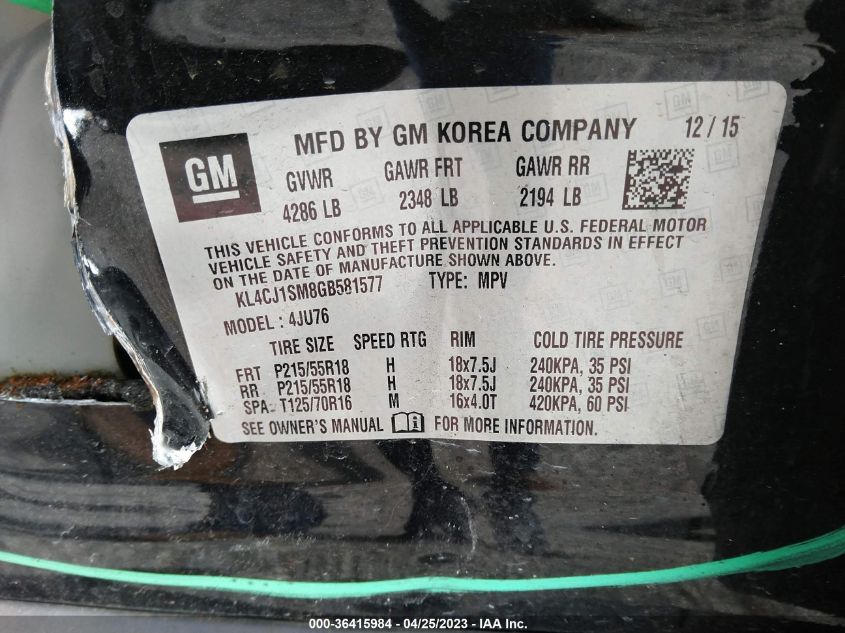 GM
MFD BY GM KOREA COMPANY 12 / 15
GVWR GAWR FRT GAWR RR
4286 LB 2348 LB 2194 LB
THIS VEHICLE CONFORMS TO ALL APPLICABLE U.S. FEDERAL MOTOR
VEHICLE SAFETY AND THEFT PREVENTION STANDARDS IN EFFECT
ON THE DATE OF MANUFACTURE SHOWN ABOVE.
KL4CJ1SM8GB581577 TYPE: MPV
MODEL : 4JU76
TIRE SIZE SPEED RTG RIM COLD TIRE PRESSURE
FRT P215/55R18 H 18x7.5J 240KPA, 35 PSI
RR P215/55R18 H 18x7.5J 240KPA, 35 PSI
SPA T125/70R16 M 16x4.0T 420KPA, 60 PSI
SEE OWNER'S MANUAL FOR MORE INFORMATION.
000-36415984 - 04/25/2023 - IAA Inc.